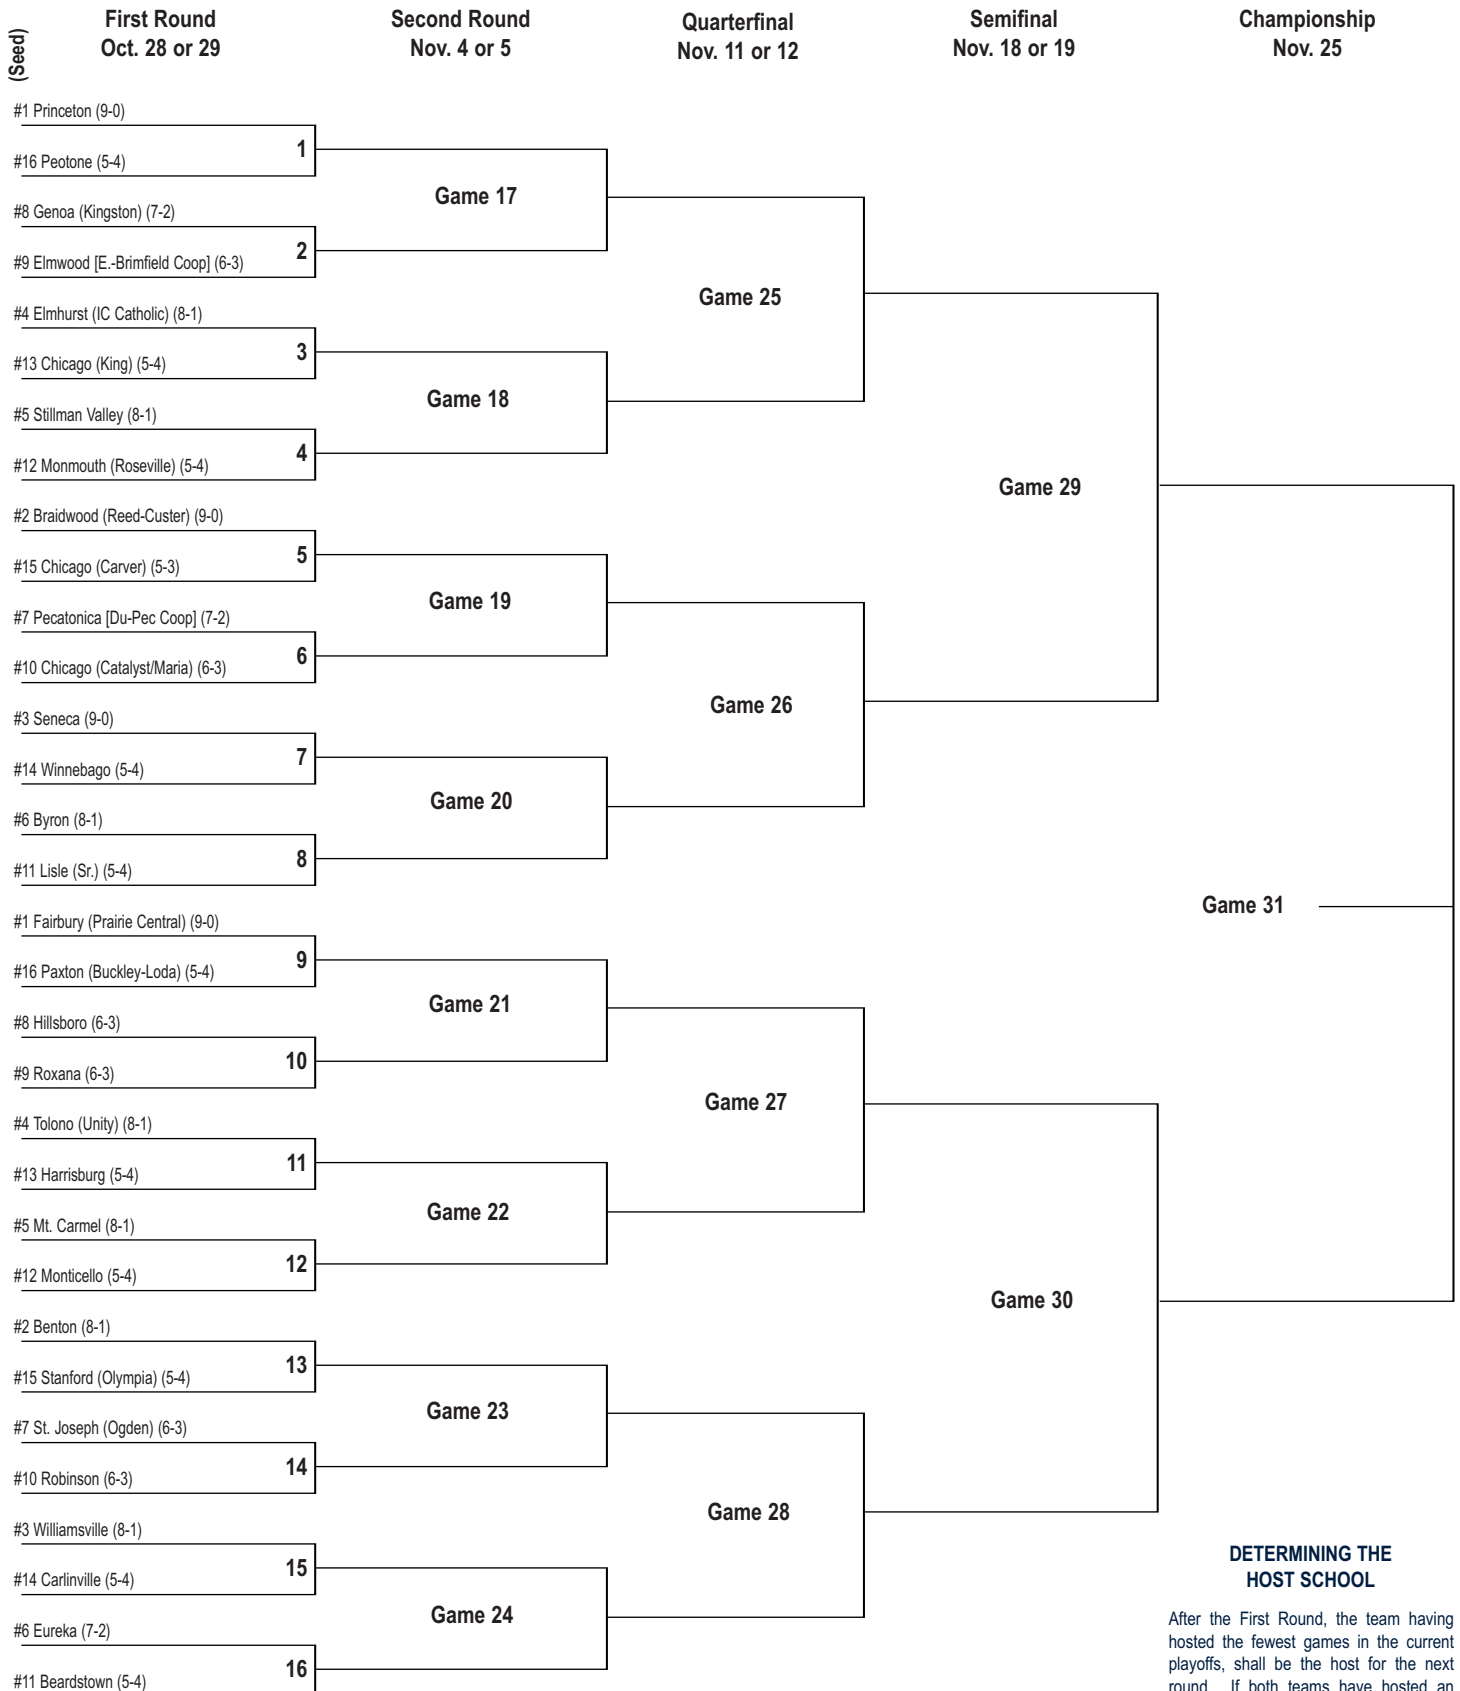 (Seed)
First Round
Oct. 28 or 29
Second Round
Nov. 4 or 5
Quarterfinal
Nov. 11 or 12
Semifinal
Nov. 18 or 19
Championship
Nov. 25
#1 Princeton (9-0)
1
#16 Peotone (5-4)
Game 17
#8 Genoa (Kingston) (7-2)
2
#9 Elmwood [E.-Brimfield Coop] (6-3)
Game 25
#4 Elmhurst (IC Catholic) (8-1)
3
#13 Chicago (King) (5-4)
Game 18
#5 Stillman Valley (8-1)
4
#12 Monmouth (Roseville) (5-4)
Game 29
#2 Braidwood (Reed-Custer) (9-0)
5
#15 Chicago (Carver) (5-3)
Game 19
#7 Pecatonica [Du-Pec Coop] (7-2)
6
#10 Chicago (Catalyst/Maria) (6-3)
Game 26
#3 Seneca (9-0)
7
#14 Winnebago (5-4)
Game 20
#6 Byron (8-1)
8
#11 Lisle (Sr.) (5-4)
Game 31
#1 Fairbury (Prairie Central) (9-0)
9
#16 Paxton (Buckley-Loda) (5-4)
Game 21
#8 Hillsboro (6-3)
10
#9 Roxana (6-3)
Game 27
#4 Tolono (Unity) (8-1)
11
#13 Harrisburg (5-4)
Game 22
#5 Mt. Carmel (8-1)
12
#12 Monticello (5-4)
Game 30
#2 Benton (8-1)
13
#15 Stanford (Olympia) (5-4)
Game 23
#7 St. Joseph (Ogden) (6-3)
14
#10 Robinson (6-3)
Game 28
#3 Williamsville (8-1)
15
#14 Carlinville (5-4)
Game 24
#6 Eureka (7-2)
16
#11 Beardstown (5-4)
DETERMINING THE
HOST SCHOOL
After the First Round, the team having
hosted the fewest games in the current
playoffs, shall be the host for the next
round. If both teams have hosted an